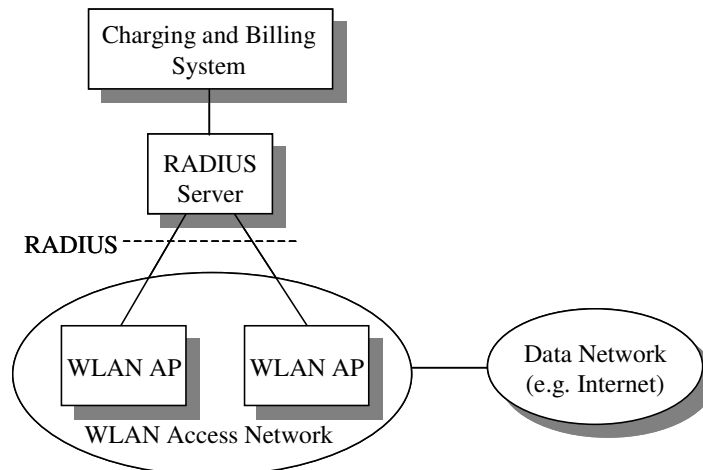 Charging and Billing
System
RADIUS
Server
RADIUS
WLAN AP
WLAN AP
WLAN Access Network
Data Network
(e.g. Internet)